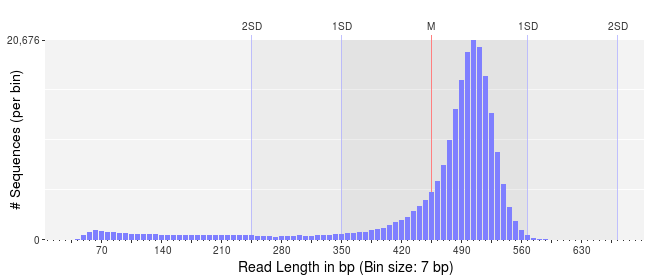 2SD 1SD M 1SD 2SD
20,676
# Sequences (per bin)
0
70 140 210 280 350 420 490 560 630
Read Length in bp (Bin size: 7 bp)